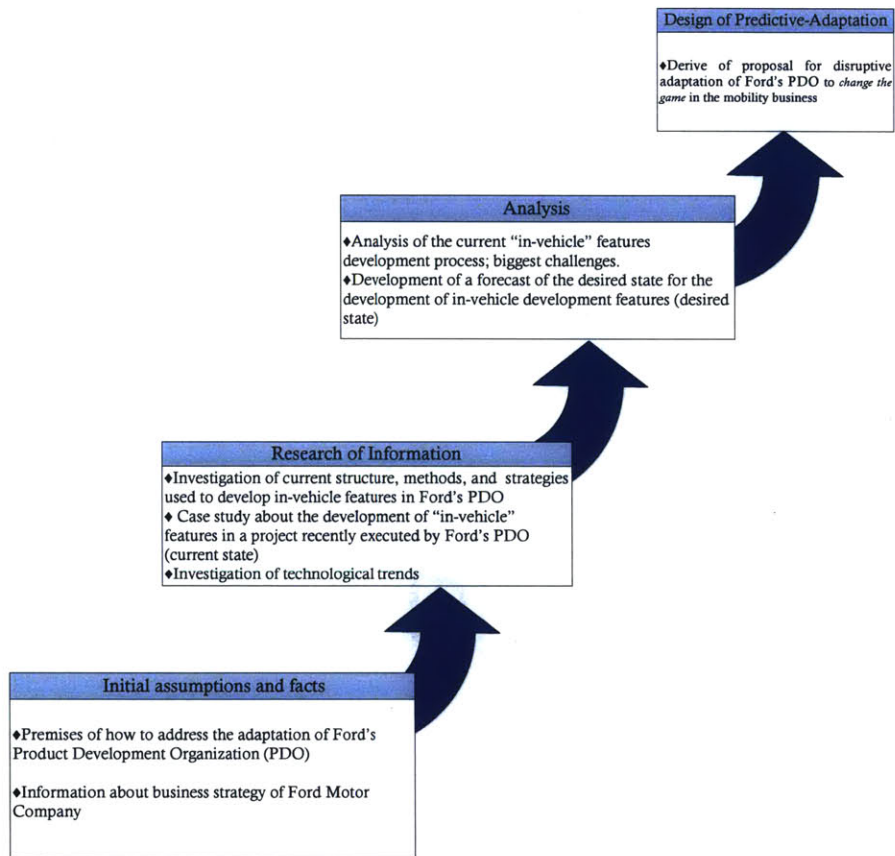 Design of Predictive-Adaptation
♦Derive of proposal for disruptive
adaptation of Ford's PDO to change the
game in the mobility business
Analysis
♦Analysis of the current “in-vehicle” features
development process; biggest challenges.
♦Development of a forecast of the desired state for the
development of in-vehicle development features (desired
state)
Research of Information
♦Investigation of current structure, methods, and strategies
used to develop in-vehicle features in Ford's PDO
♦ Case study about the development of “in-vehicle”
features in a project recently executed by Ford's PDO
(current state)
♦Investigation of technological trends
Initial assumptions and facts
♦Premises of how to address the adaptation of Ford's
Product Development Organization (PDO)
♦Information about business strategy of Ford Motor
Company